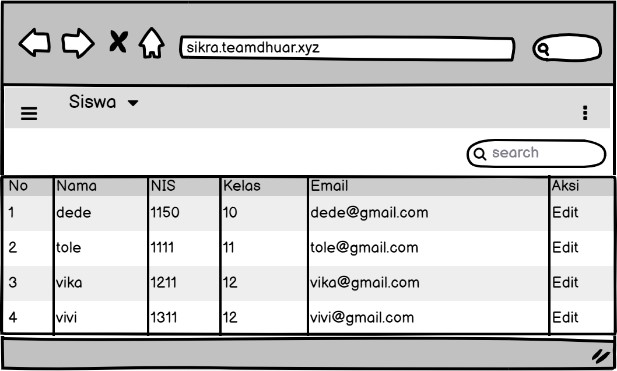 sikra.teamdhuar.xyz
Siswa
search
No Nama NIS Kelas Email Aksi
1 dede 1150 10 dede@gmail.com Edit
2 tole 1111 11 tole@gmail.com Edit
3 vika 1211 12 vika@gmail.com Edit
4 vivi 1311 12 vivi@gmail.com Edit